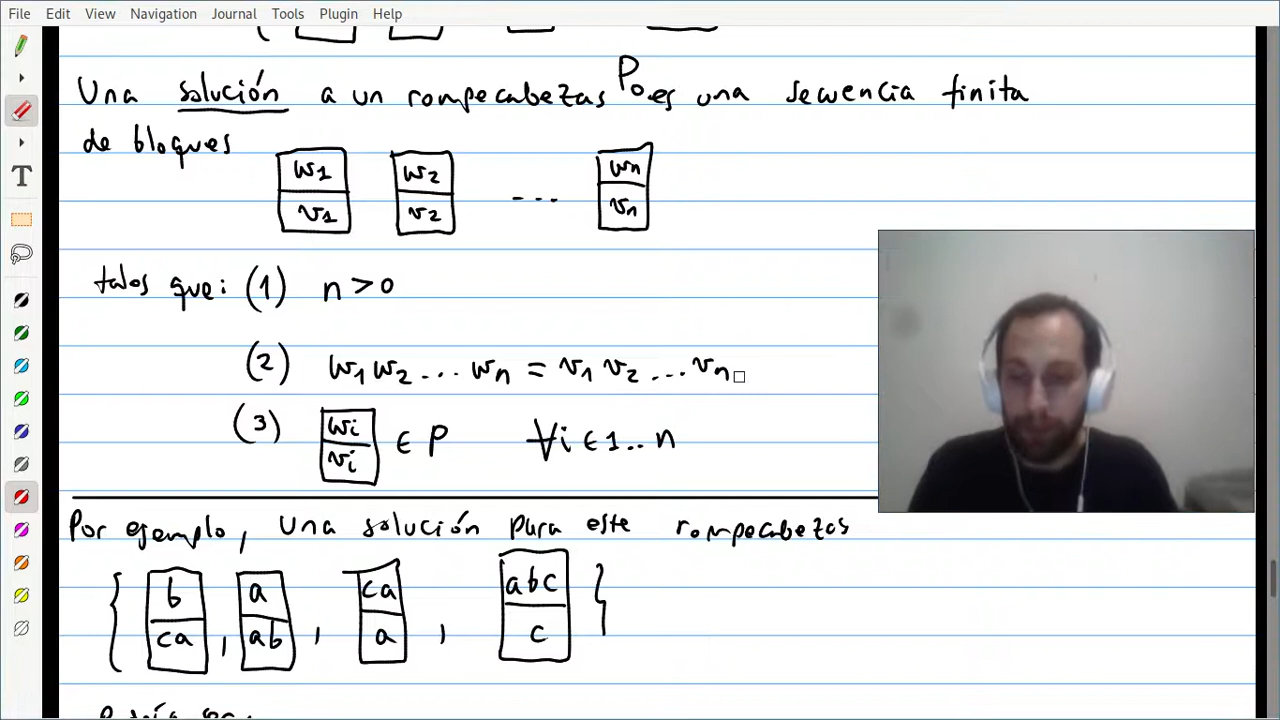 File Edit View Navigation Journal Tools Plugin Help
Una solución a un rompecabezas P₀ es una secuencia finita
de bloques
w1 w2 ... wn
v1 v2 vn
tales que: (1) n > 0
(2) w1 w2 ... wn = v1 v2 ... vn
(3) wi ∈ P ∀i ∈ 1..n
vi
Por ejemplo, una solución para este rompecabezas
{ b a ca abc }
ca , ab , a , c